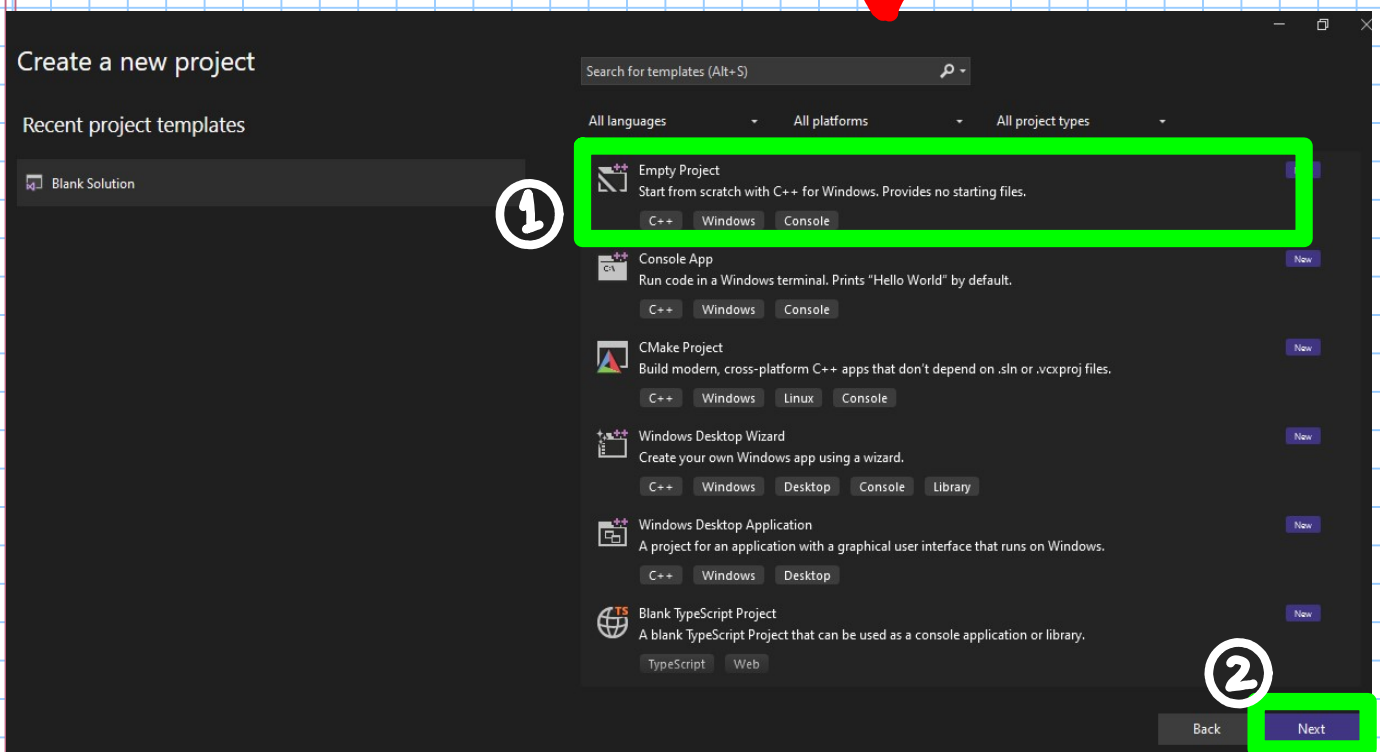 Create a new project
Search for templates (Alt+S)
Recent project templates
All languages
All platforms
All project types
Blank Solution
1
Empty Project
Start from scratch with C++ for Windows. Provides no starting files.
C++ Windows Console
Console App
New
Run code in a Windows terminal. Prints "Hello World" by default.
C++ Windows Console
CMake Project
New
Build modern, cross-platform C++ apps that don't depend on .sln or .vcxproj files.
C++ Windows Linux Console
Windows Desktop Wizard
New
Create your own Windows app using a wizard.
C++ Windows Desktop Console Library
Windows Desktop Application
New
A project for an application with a graphical user interface that runs on Windows.
C++ Windows Desktop
TS
Blank TypeScript Project
New
A blank TypeScript Project that can be used as a console application or library.
TypeScript Web
2
Back
Next